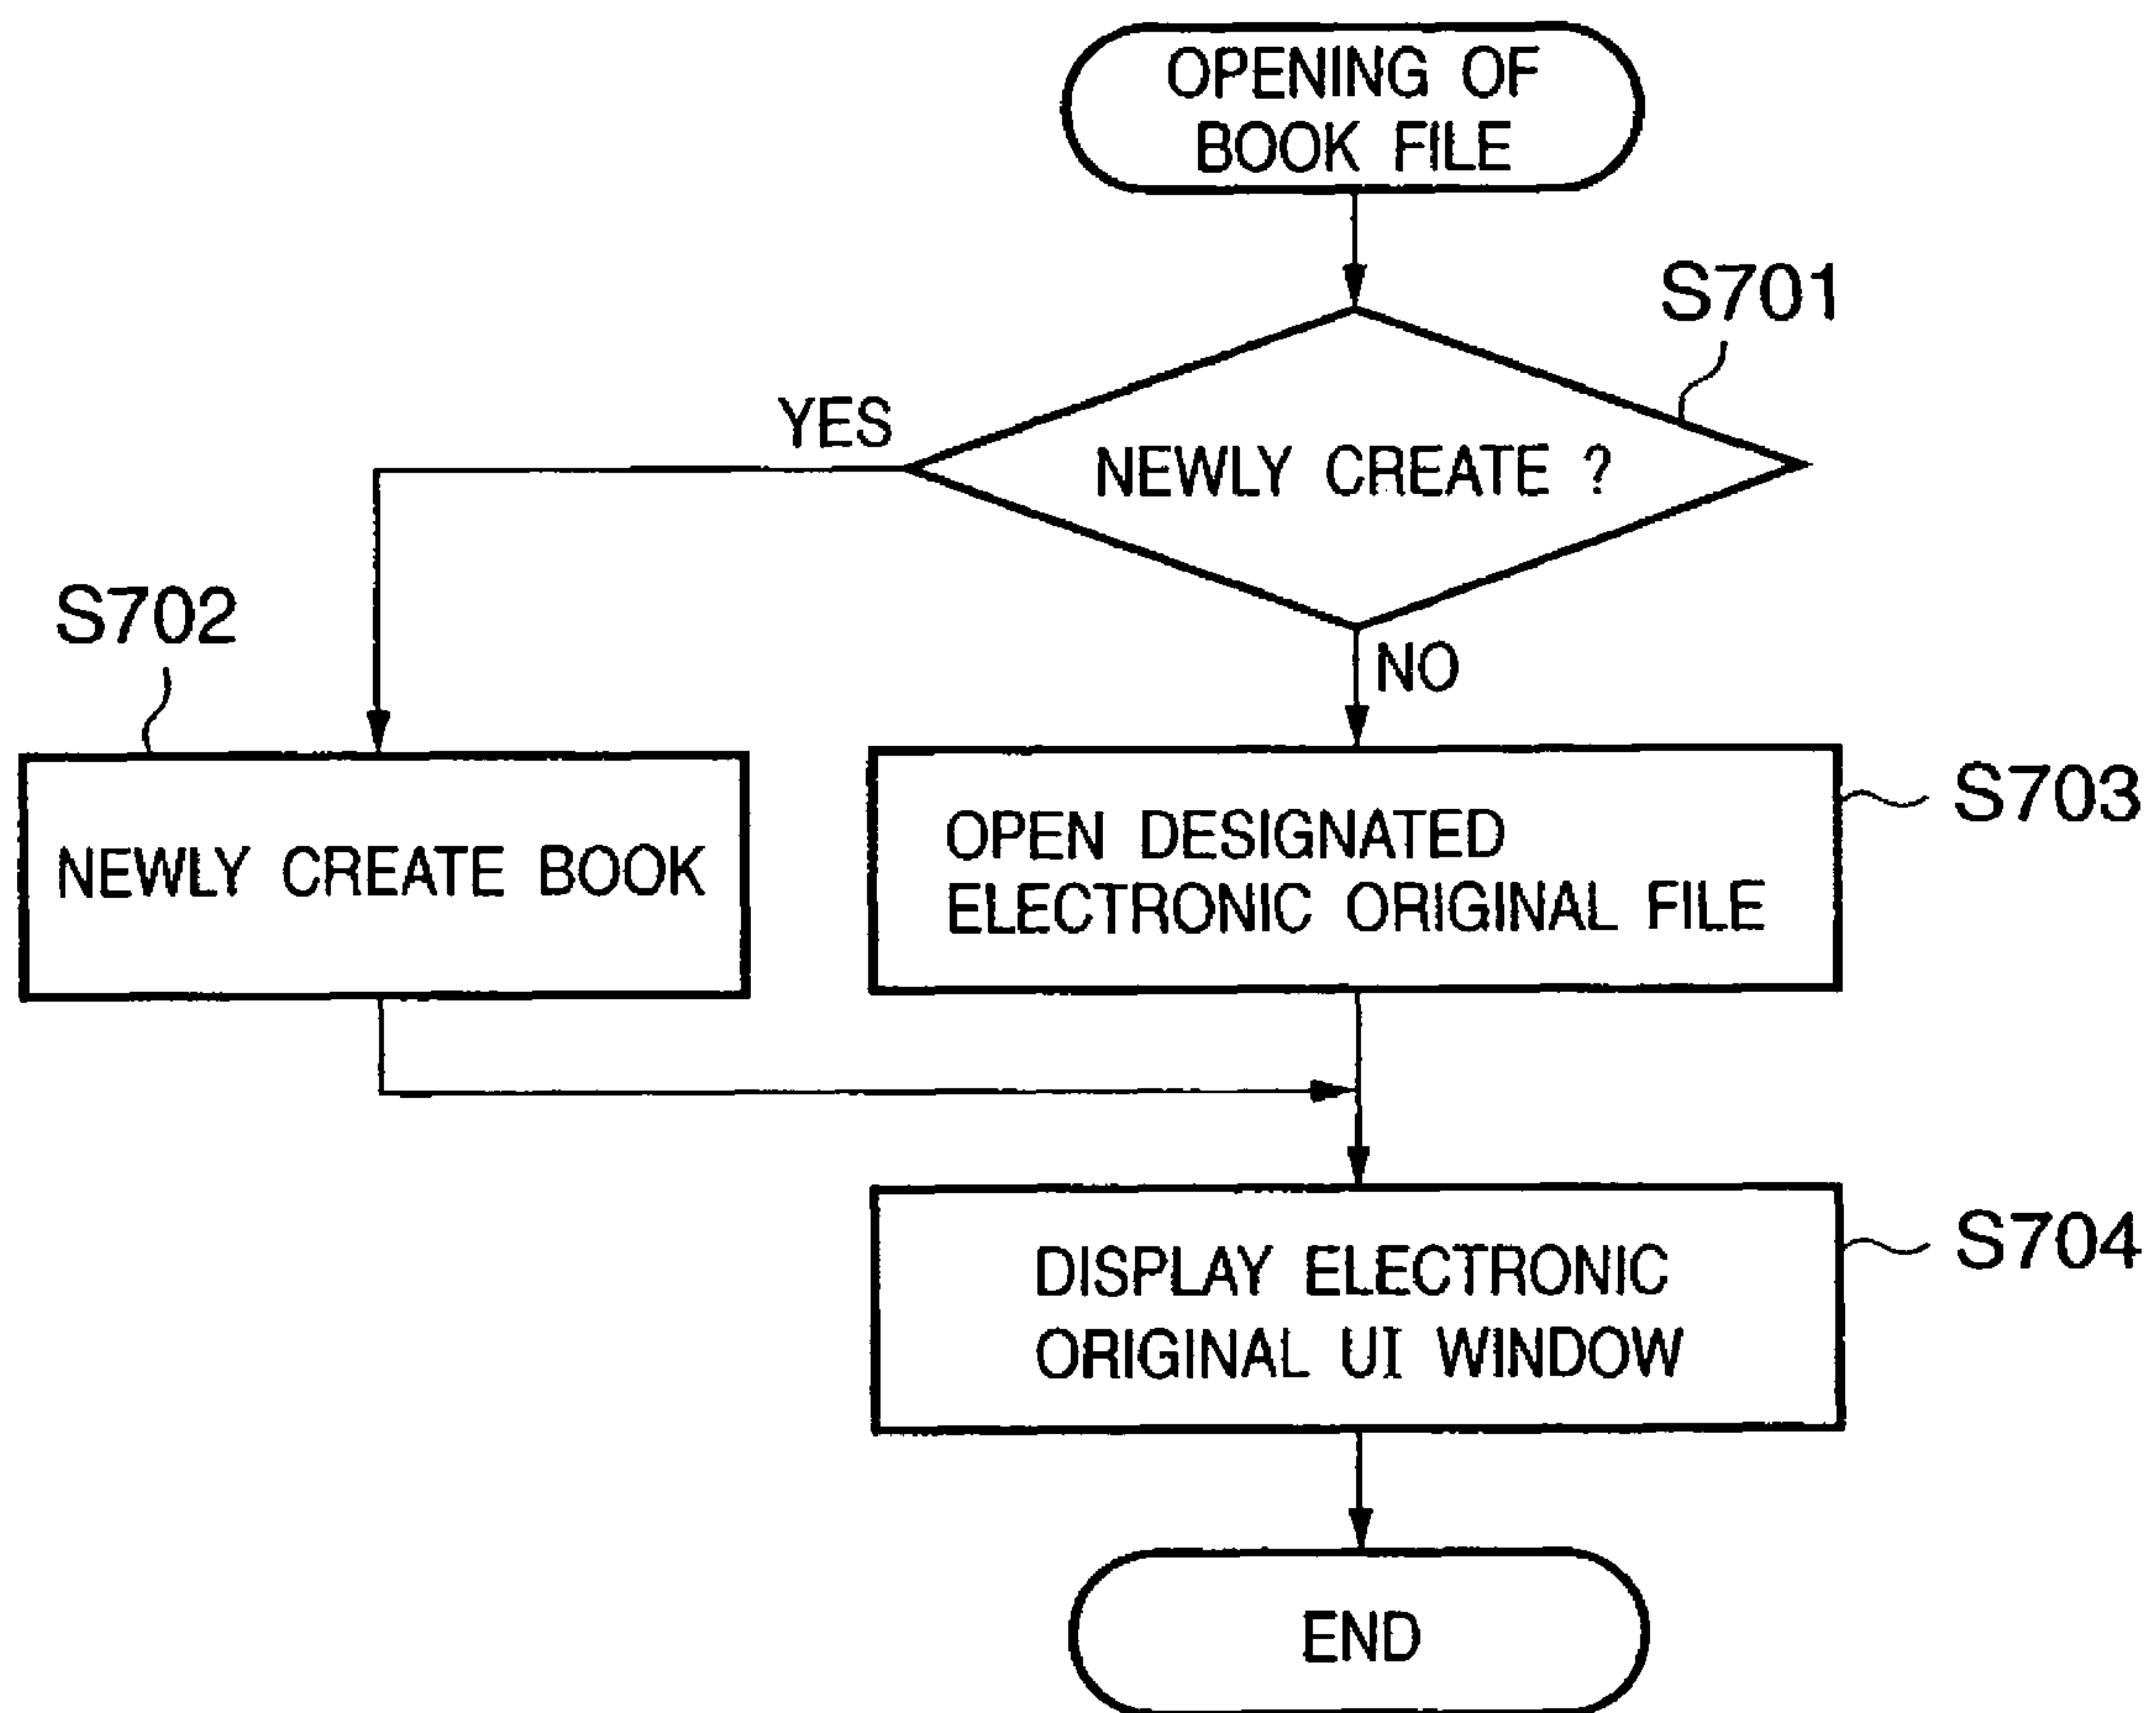 OPENING OF
BOOK FILE
S701
YES
NEWLY CREATE ?
S702
NO
NEWLY CREATE BOOK
OPEN DESIGNATED
ELECTRONIC ORIGINAL FILE
S703
DISPLAY ELECTRONIC
ORIGINAL UI WINDOW
S704
END